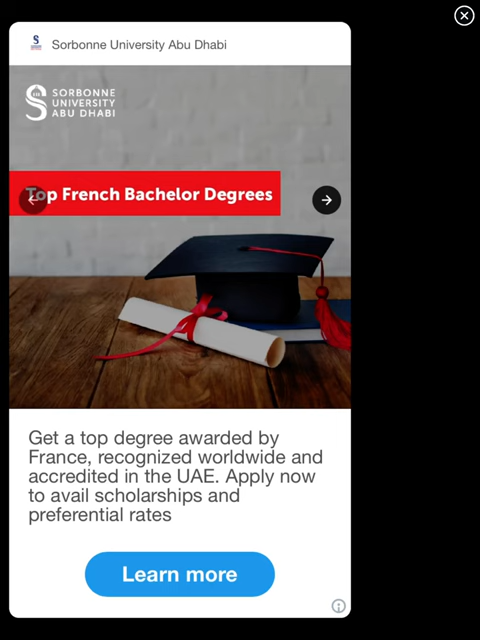 Sorbonne University Abu Dhabi
SORBONNE
UNIVERSITY
ABU DHABI
Top French Bachelor Degrees
Get a top degree awarded by
France, recognized worldwide and
accredited in the UAE. Apply now
to avail scholarships and
preferential rates
Learn more